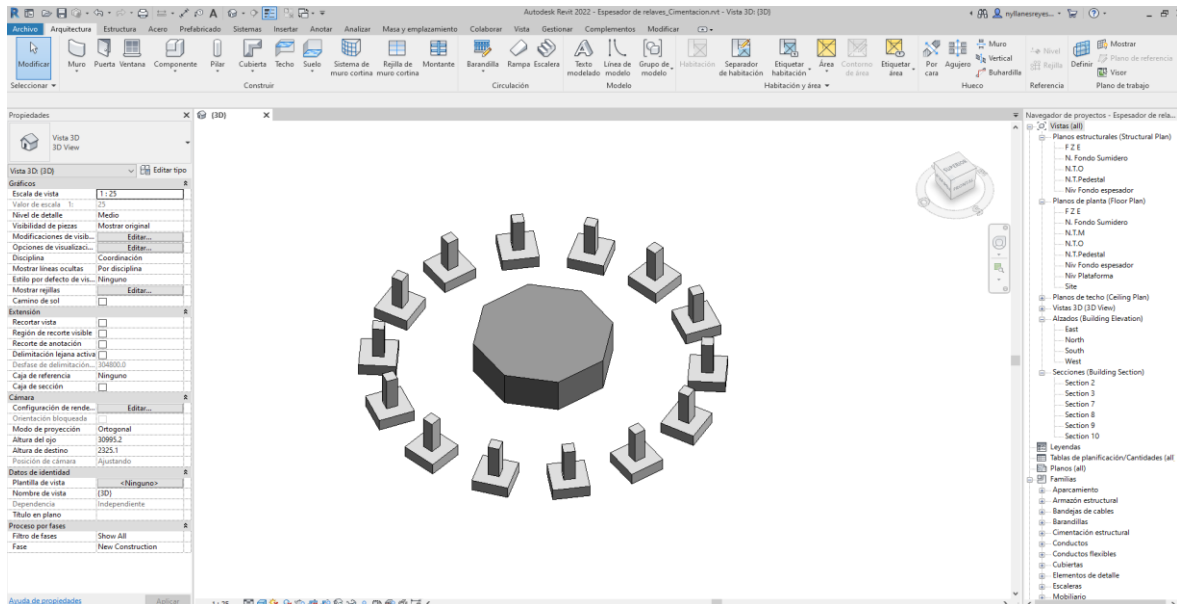 Autodesk Revit 2022 - Espesador de relaves_Cimentacion.rvt - Vista 3D: {3D}
nyllanesreyes...
Archivo Arquitectura Estructura Acero Prefabricado Sistemas Insertar Anotar Analizar Masa y emplazamiento Colaborar Vista Gestionar Complementos Modificar
Modificar Muro Puerta Ventana Componente Pilar Cubierta Techo Suelo Sistema de muro cortina Rejilla de muro cortina Montante Barandilla Rampa Escalera Texto modelado Línea de modelo Grupo de modelo Habitación Separador de habitación Etiquetar habitación Área Contorno de área Etiquetar área Por cara Agujero Muro Vertical Buhardilla Nivel Rejilla Definir Mostrar Plano de referencia Visor
Seleccionar Construir Circulación Modelo Habitación y área Hueco Referencia Plano de trabajo
Propiedades
Vista 3D
3D View
Vista 3D: {3D} Editar tipo
Gráficos
Escala de vista 1 : 25
Valor de escala 1: 25
Nivel de detalle Medio
Visibilidad de piezas Mostrar original
Modificaciones de visib... Editar...
Opciones de visualizaci... Editar...
Disciplina Coordinación
Mostrar líneas ocultas Por disciplina
Estilo por defecto de vis... Ninguno
Mostrar rejillas Editar...
Camino de sol
Extensión
Recortar vista
Región de recorte visible
Recorte de anotación
Delimitación lejana activa
Desfase de delimitación... 304800.0
Caja de referencia Ninguno
Caja de sección
Cámara
Configuración de rende... Editar...
Orientación bloqueada
Modo de proyección Ortogonal
Altura del ojo 30995.2
Altura de destino 2325.1
Posición de cámara Ajustando
Datos de identidad
Plantilla de vista <Ninguno>
Nombre de vista {3D}
Dependencia Independiente
Título en plano
Proceso por fases
Filtro de fases Show All
Fase New Construction
Ayuda de propiedades Aplicar
{3D}
SUPERIOR
1 : 25
Navegador de proyectos - Espesador de rela...
Vistas (all)
Planos estructurales (Structural Plan)
F Z E
N. Fondo Sumidero
N.T.O
N.T.Pedestal
Niv Fondo espesador
Planos de planta (Floor Plan)
F Z E
N. Fondo Sumidero
N.T.M
N.T.O
N.T.Pedestal
Niv Fondo espesador
Niv Plataforma
Site
Planos de techo (Ceiling Plan)
Vistas 3D (3D View)
Alzados (Building Elevation)
East
North
South
West
Secciones (Building Section)
Section 2
Section 3
Section 7
Section 8
Section 9
Section 10
Leyendas
Tablas de planificación/Cantidades (all
Planos (all)
Familias
Aparcamiento
Armazón estructural
Bandejas de cables
Barandillas
Cimentación estructural
Conductos
Conductos flexibles
Cubiertas
Elementos de detalle
Escaleras
Mobiliario